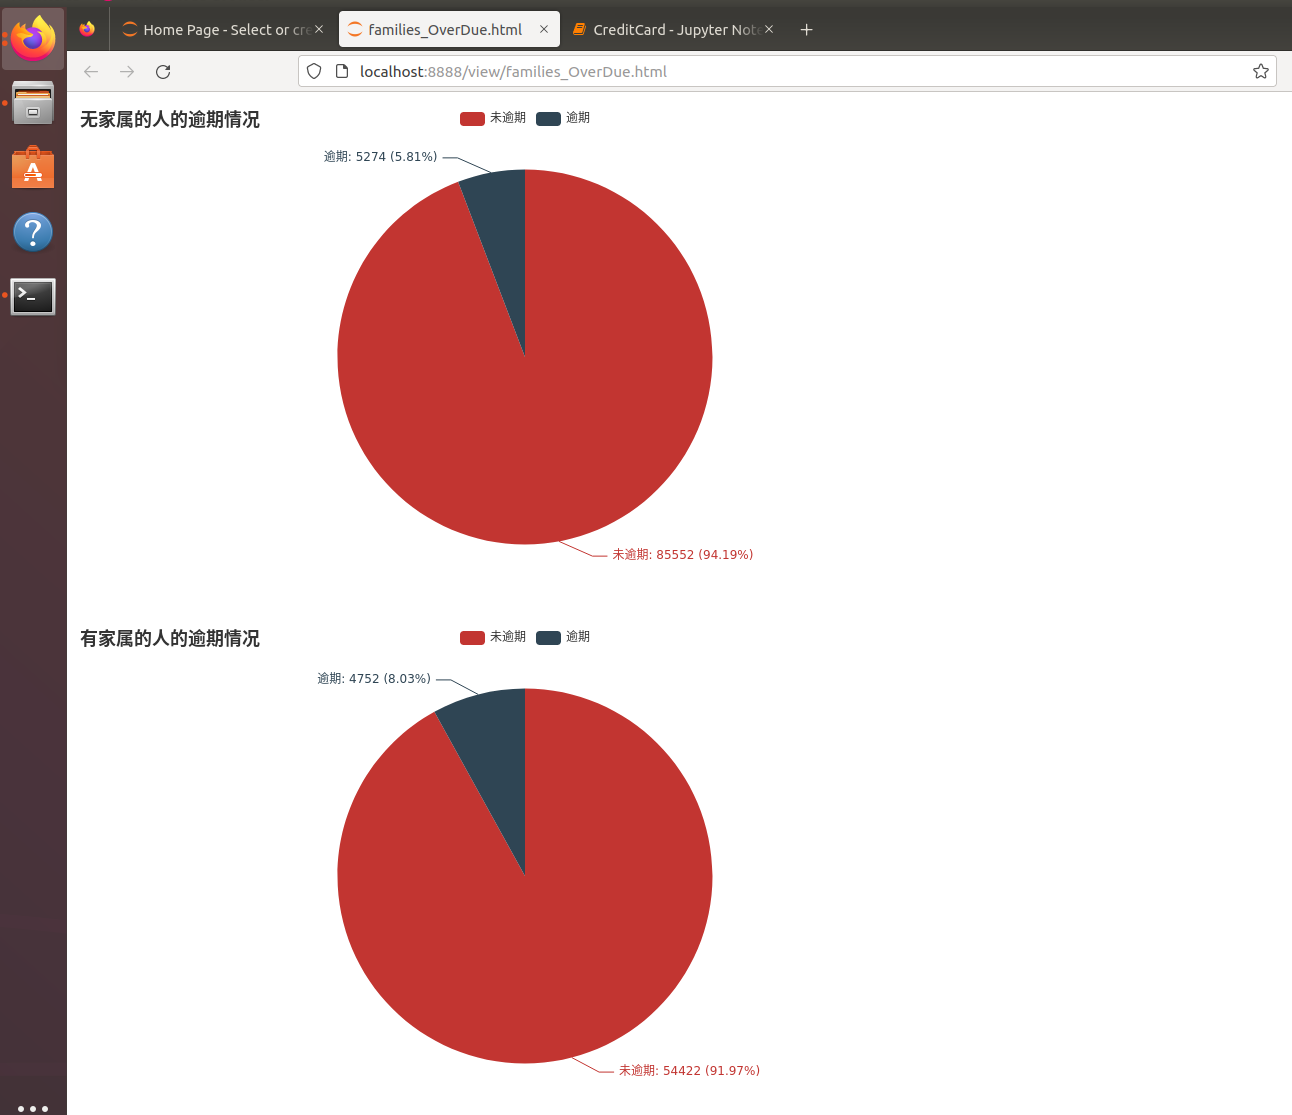 Home Page - Select or cre
families_OverDue.html
CreditCard - Jupyter Note
localhost:8888/view/families_OverDue.html
无家属的人的逾期情况
未逾期 逾期
逾期: 5274 (5.81%)
未逾期: 85552 (94.19%)
有家属的人的逾期情况
未逾期 逾期
逾期: 4752 (8.03%)
未逾期: 54422 (91.97%)